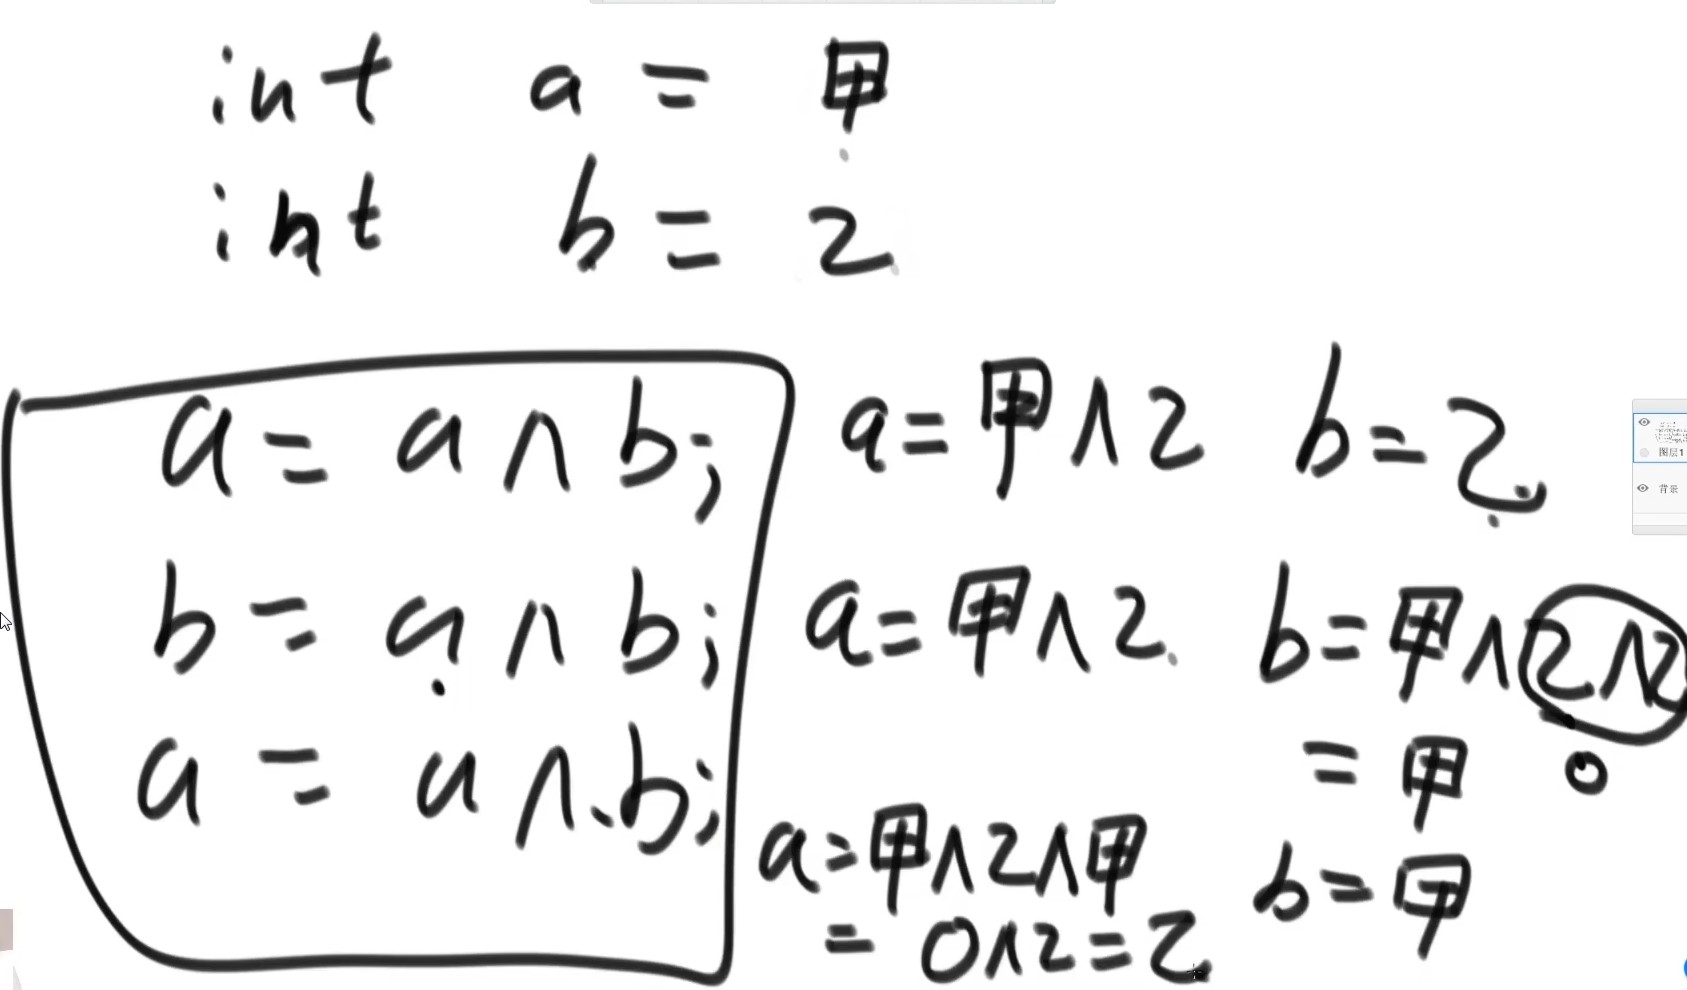 int a = 甲
int b = 乙
a = a ∧ b; a = 甲∧乙 b = 乙
b = a ∧ b; a = 甲∧乙 b = 甲∧乙∧乙
= 甲 0
a = a ∧ b; a = 甲∧乙∧甲 b = 甲
= 0∧乙 = 乙
图层1
背景